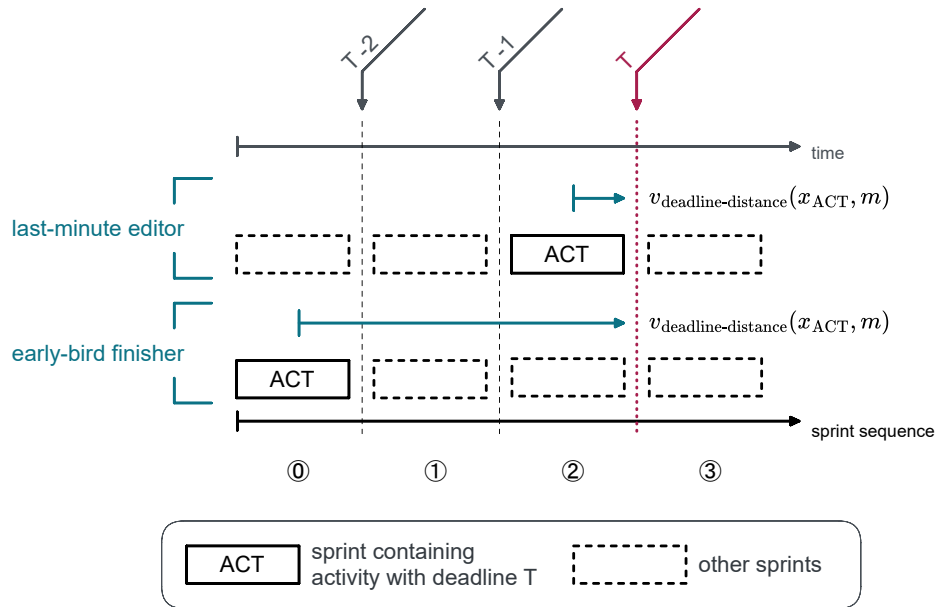 T-2
T-1
T
time
last-minute editor
v_deadline-distance(x_ACT, m)
ACT
early-bird finisher
v_deadline-distance(x_ACT, m)
ACT
sprint sequence
⓪ ① ② ③
ACT
sprint containing
activity with deadline T
other sprints